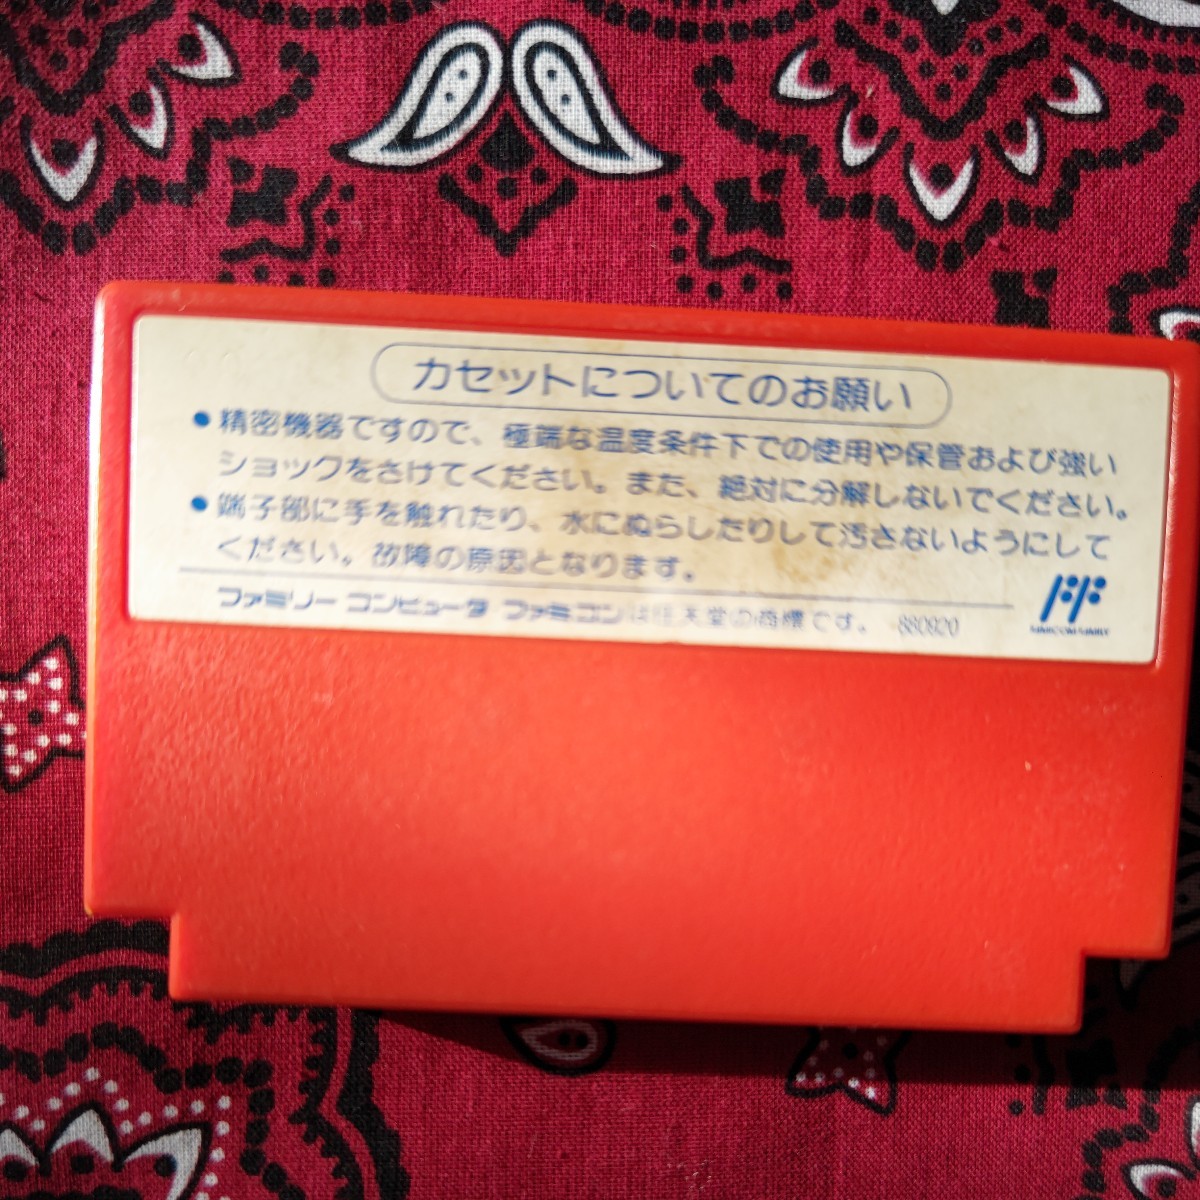 カセットについてのお願い
●精密機器ですので、極端な温度条件下での使用や保管および強い
ショックをさけてください。また、絶対に分解しないでください。
●端子部に手を触れたり、水にぬらしたりして汚さないようにして
ください。故障の原因となります。
ファミリーコンピュータ ファミコンは任天堂の商標です。 880920
FF
FAMICOM FAMILY